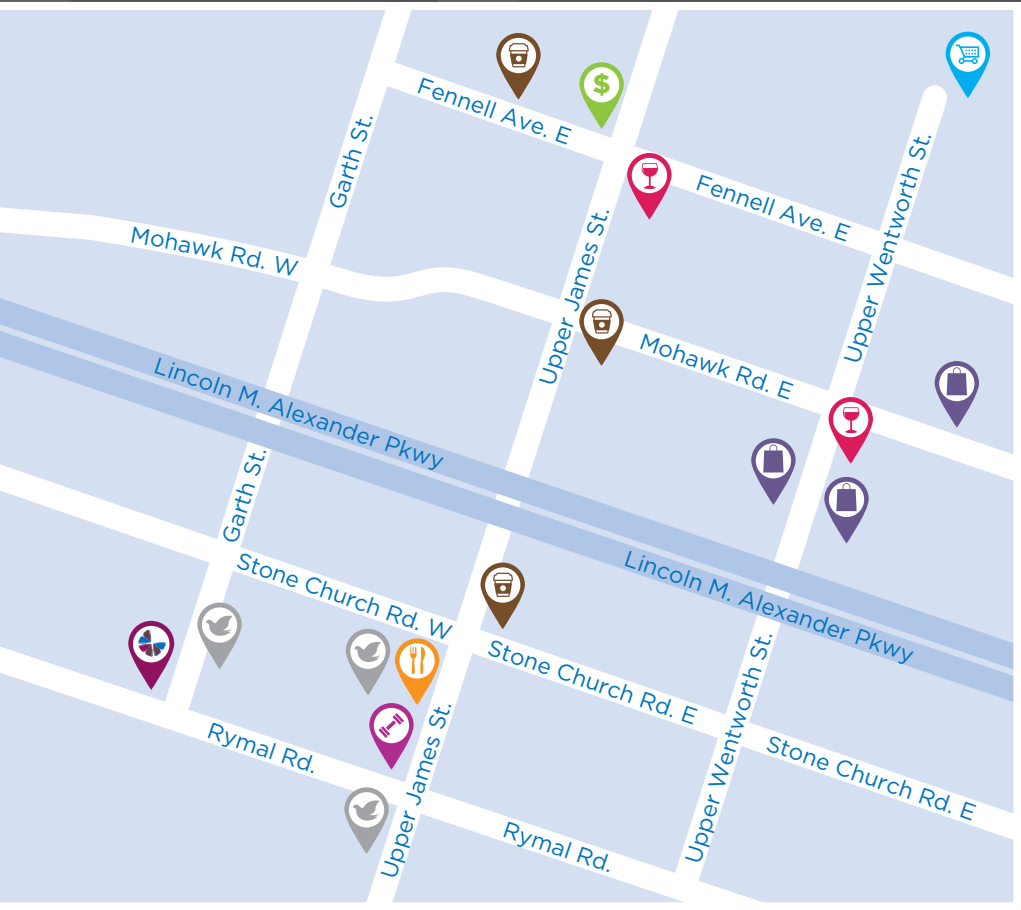 Fennell Ave. E
Garth St.
Upper Wentworth St.
Fennell Ave. E
Mohawk Rd. W
Upper James St.
Mohawk Rd. E
Lincoln M. Alexander Pkwy
Garth St.
Lincoln M. Alexander Pkwy
Stone Church Rd. W
Stone Church Rd. E
Upper Wentworth St.
Upper James St.
Rymal Rd.
Stone Church Rd. E
Rymal Rd.
$